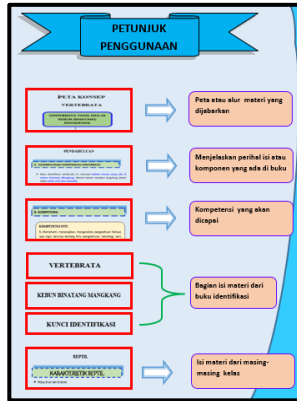 PETUNJUK
PENGGUNAAN
PETA KONSEP
VERTEBRATA
Peta atau alur materi yang
dijabarkan
PENDAHULUAN
Menjelaskan perihal isi atau
komponen yang ada di buku
Kompetensi yang akan
dicapai
VERTEBRATA
KEBUN BINATANG MANGKANG
KUNCI IDENTIFIKASI
Bagian isi materi dari
buku identifikasi
REPTIL
KARAKTERISTIK REPTIL
Isi materi dari masing-
masing kelas